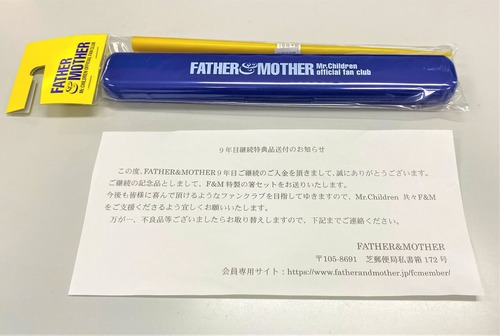 FATHER & MOTHER
Mr.Children
official fan club
FATHER & MOTHER
MR.CHILDREN OFFICIAL FAN CLUB
9年目継続特典品送付のお知らせ
この度、FATHER&MOTHER9年目ご継続のご入金を頂きまして、誠にありがとうございます。
ご継続の記念品としまして、F&M特製の箸セットをお送りいたします。
今後も皆様に喜んで頂けるようなファンクラブを目指してゆきますので、Mr.Children 共々F&M
をご支援くださるよう宜しくお願いいたします。
万が一、不良品等ございましたらお取り替えしますので、下記までご連絡ください。
FATHER&MOTHER
〒105-8691 芝郵便局私書箱 172 号
会員専用サイト：https://www.fatherandmother.jp/fcmember/